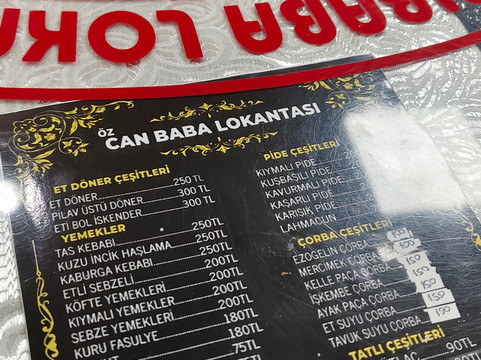 BABA LOKA
ÖZ
CAN BABA LOKANTASI
ET DÖNER ÇEŞİTLERİ
ET DÖNER 250 TL
PİLAV ÜSTÜ DÖNER 300 TL
ETİ BOL İSKENDER 300 TL
YEMEKLER
TAS KEBABI 250TL
KUZU İNCİK HAŞLAMA 250TL
KABURGA KEBABI 250TL
ETLİ SEBZELİ 200TL
KÖFTE YEMEKLERİ 200TL
KIYMALI YEMEKLER 200TL
SEBZE YEMEKLERİ 180TL
KURU FASULYE 180TL
75TL
200TL
PİDE ÇEŞİTLERİ
KIYMALI PİDE
KUŞBAŞILI PİDE
KAVURMALI PİDE
KAŞARLI PİDE
KARIŞIK PİDE
LAHMASUN
ÇORBA ÇEŞİTLERİ
EZOGELİN ÇORBA 100
MERCİMEK ÇORBA 100
KELLE PAÇA ÇORBA 150
İŞKEMBE ÇORBA 150
AYAK PAÇA ÇORBA 150
ET SUYU ÇORBA 150
TAVUK SUYU ÇORBA 100
TATLI ÇEŞİTLERİ
90TL